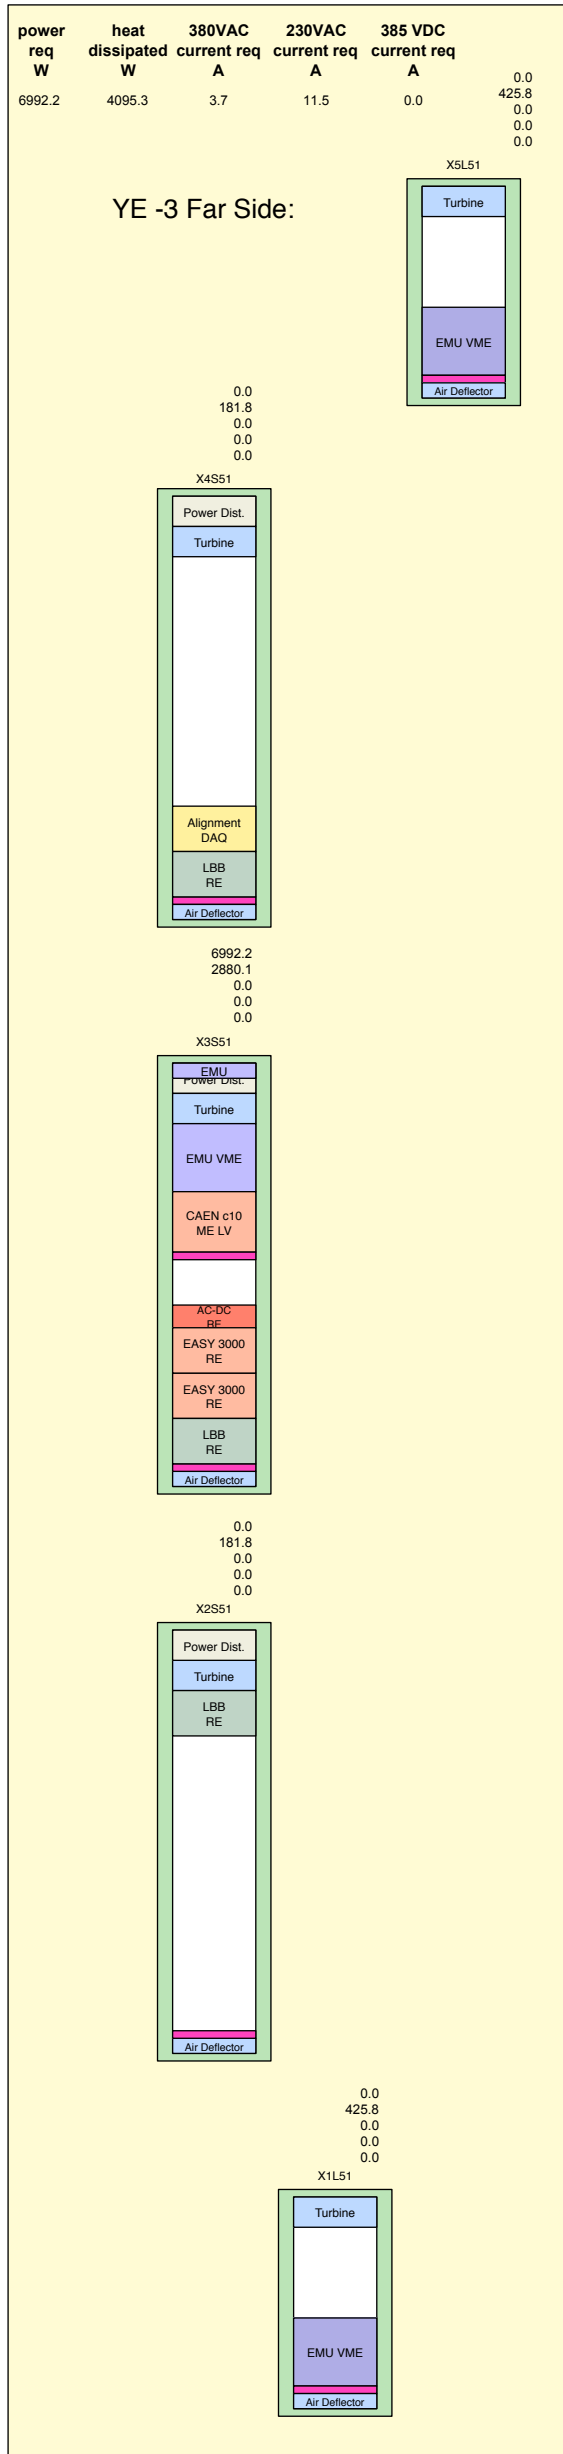 power heat 380VAC 230VAC 385 VDC
req dissipated current req current req current req
W W A A A
6992.2 4095.3 3.7 11.5 0.0
0.0
425.8
0.0
0.0
0.0
X5L51
YE -3 Far Side:
Turbine
EMU VME
Air Deflector
0.0
181.8
0.0
0.0
0.0
X4S51
Power Dist.
Turbine
Alignment
DAQ
LBB
RE
Air Deflector
6992.2
2880.1
0.0
0.0
0.0
X3S51
EMU
Power Dist.
Turbine
EMU VME
CAEN c10
ME LV
AC-DC
RE
EASY 3000
RE
EASY 3000
RE
LBB
RE
Air Deflector
0.0
181.8
0.0
0.0
0.0
X2S51
Power Dist.
Turbine
LBB
RE
Air Deflector
0.0
425.8
0.0
0.0
0.0
X1L51
Turbine
EMU VME
Air Deflector